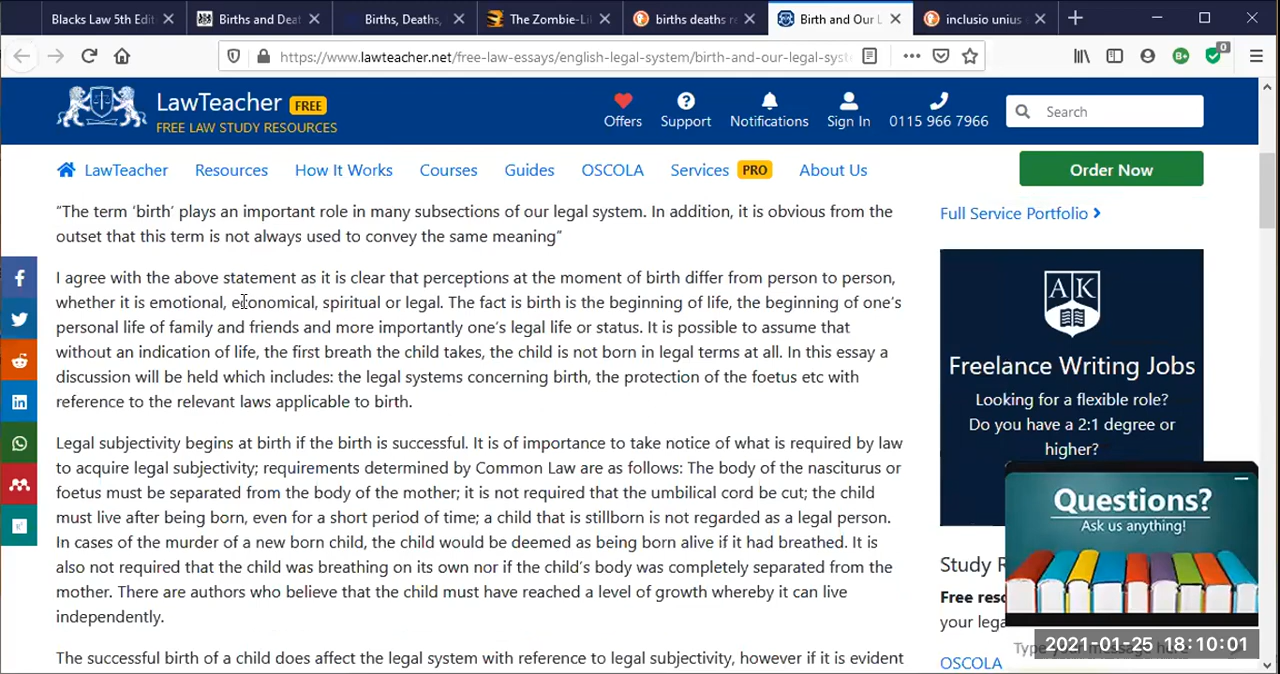 Blacks Law 5th Edit
Births and Deat
Births, Deaths,
The Zombie-Li
births deaths re
Birth and Our L
inclusio unius
https://www.lawteacher.net/free-law-essays/english-legal-system/birth-and-our-legal-syste
0
LawTeacher FREE
FREE LAW STUDY RESOURCES
Offers
Support
Notifications
Sign In
0115 966 7966
Search
LawTeacher
Resources
How It Works
Courses
Guides
OSCOLA
Services PRO
About Us
Order Now
“The term ‘birth’ plays an important role in many subsections of our legal system. In addition, it is obvious from the
outset that this term is not always used to convey the same meaning”
I agree with the above statement as it is clear that perceptions at the moment of birth differ from person to person,
whether it is emotional, economical, spiritual or legal. The fact is birth is the beginning of life, the beginning of one’s
personal life of family and friends and more importantly one’s legal life or status. It is possible to assume that
without an indication of life, the first breath the child takes, the child is not born in legal terms at all. In this essay a
discussion will be held which includes: the legal systems concerning birth, the protection of the foetus etc with
reference to the relevant laws applicable to birth.
Legal subjectivity begins at birth if the birth is successful. It is of importance to take notice of what is required by law
to acquire legal subjectivity; requirements determined by Common Law are as follows: The body of the nasciturus or
foetus must be separated from the body of the mother; it is not required that the umbilical cord be cut; the child
must live after being born, even for a short period of time; a child that is stillborn is not regarded as a legal person.
In cases of the murder of a new born child, the child would be deemed as being born alive if it had breathed. It is
also not required that the child was breathing on its own nor if the child’s body was completely separated from the
mother. There are authors who believe that the child must have reached a level of growth whereby it can live
independently.
The successful birth of a child does affect the legal system with reference to legal subjectivity, however if it is evident
Full Service Portfolio
AK
Freelance Writing Jobs
Looking for a flexible role?
Do you have a 2:1 degree or
higher?
Study R
Free reso
your lega
OSCOLA
Questions?
Ask us anything!
Type your message here
2021-01-25 18:10:01